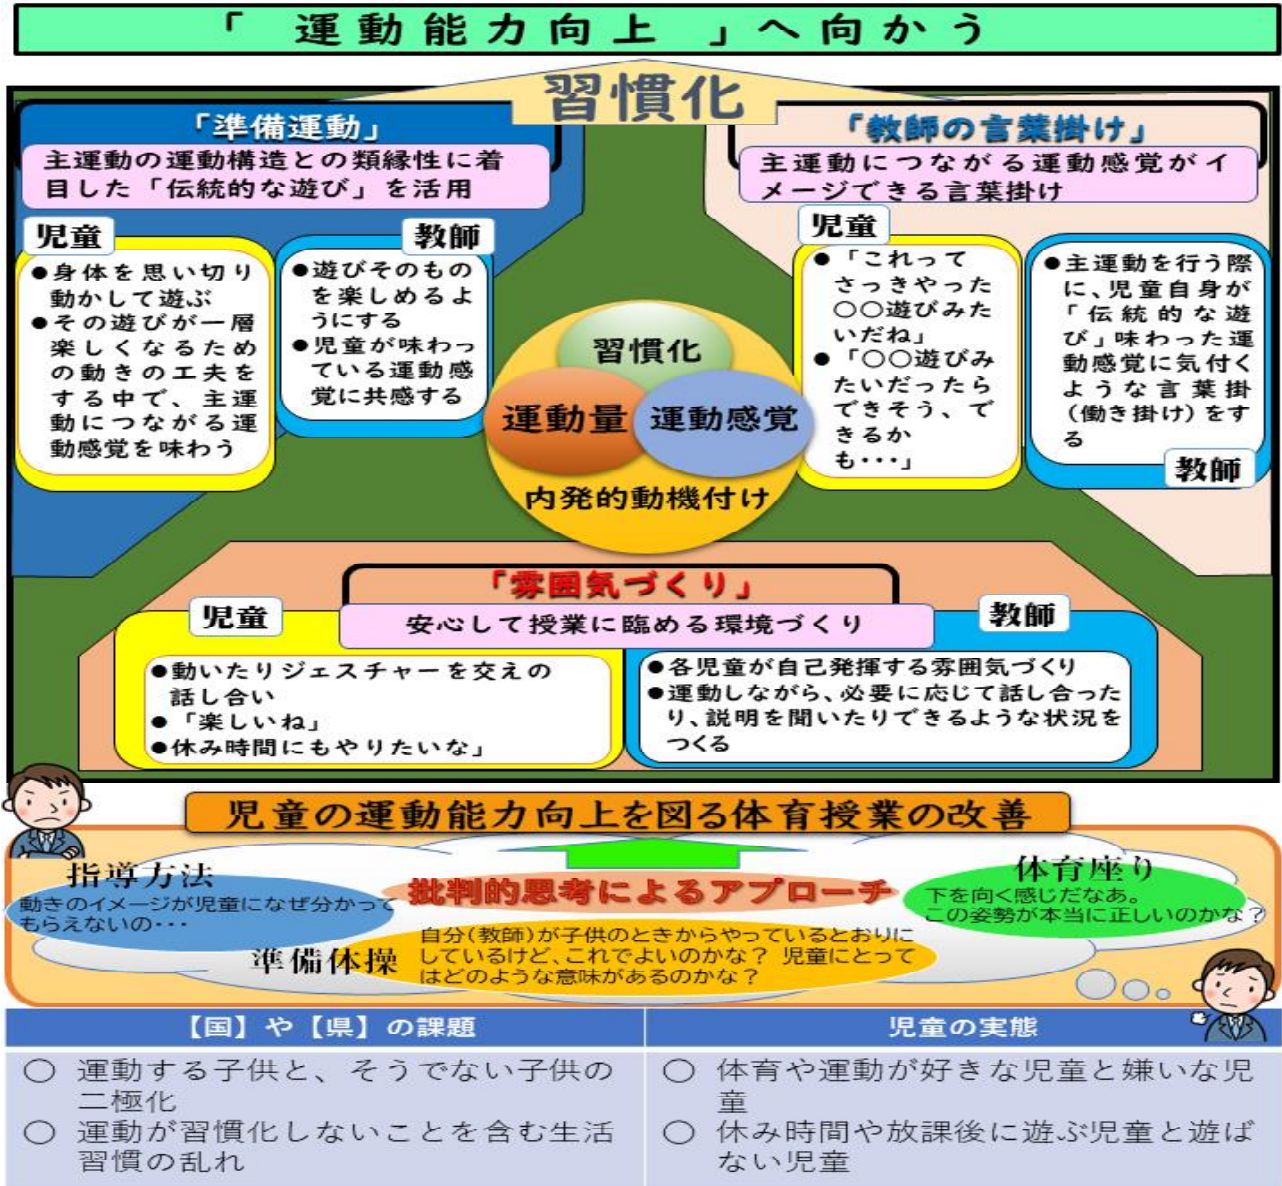 「 運動能力向上 」へ向かう
習慣化
「準備運動」
主運動の運動構造との類縁性に着
目した「伝統的な遊び」を活用
児童
●身体を思い切り
動かして遊ぶ
●その遊びが一層
楽しくなるため
の動きの工夫を
する中で、主運
動につながる運
動感覚を味わう
教師
●遊びそのもの
を楽しめるよ
うにする
●児童が味わっ
ている運動感
覚に共感する
「教師の言葉掛け」
主運動につながる運動感覚がイ
メージできる言葉掛け
児童
●「これって
さっきやった
〇〇遊びみた
いだね」
●「〇〇遊びみ
たいだったら
できそう、で
きるか
も・・・」
●主運動を行う際
に、児童自身が
「伝統的な遊
び」味わった運
動感覚に気付く
ような言葉掛
(働き掛け)をす
る
教師
習慣化
運動量
運動感覚
内発的動機付け
「雰囲気づくり」
安心して授業に臨める環境づくり
児童
●動いたりジェスチャーを交えの
話し合い
●「楽しいね」
●休み時間にもやりたいな」
教師
●各児童が自己発揮する雰囲気づくり
●運動しながら、必要に応じて話し合った
り、説明を聞いたりできるような状況を
つくる
児童の運動能力向上を図る体育授業の改善
指導方法
動きのイメージが児童になぜ分かって
もらえないの・・・
批判的思考によるアプローチ
体育座り
下を向く感じだなあ。
この姿勢が本当に正しいのかな？
準備体操
自分(教師)が子供のときからやっているとおりに
しているけど、これでよいのかな？ 児童にとって
はどのような意味があるのかな？
【国】や【県】の課題
○ 運動する子供と、そうでない子供の
二極化
○ 運動が習慣化しないことを含む生活
習慣の乱れ
児童の実態
○ 体育や運動が好きな児童と嫌いな児
童
○ 休み時間や放課後に遊ぶ児童と遊ば
ない児童